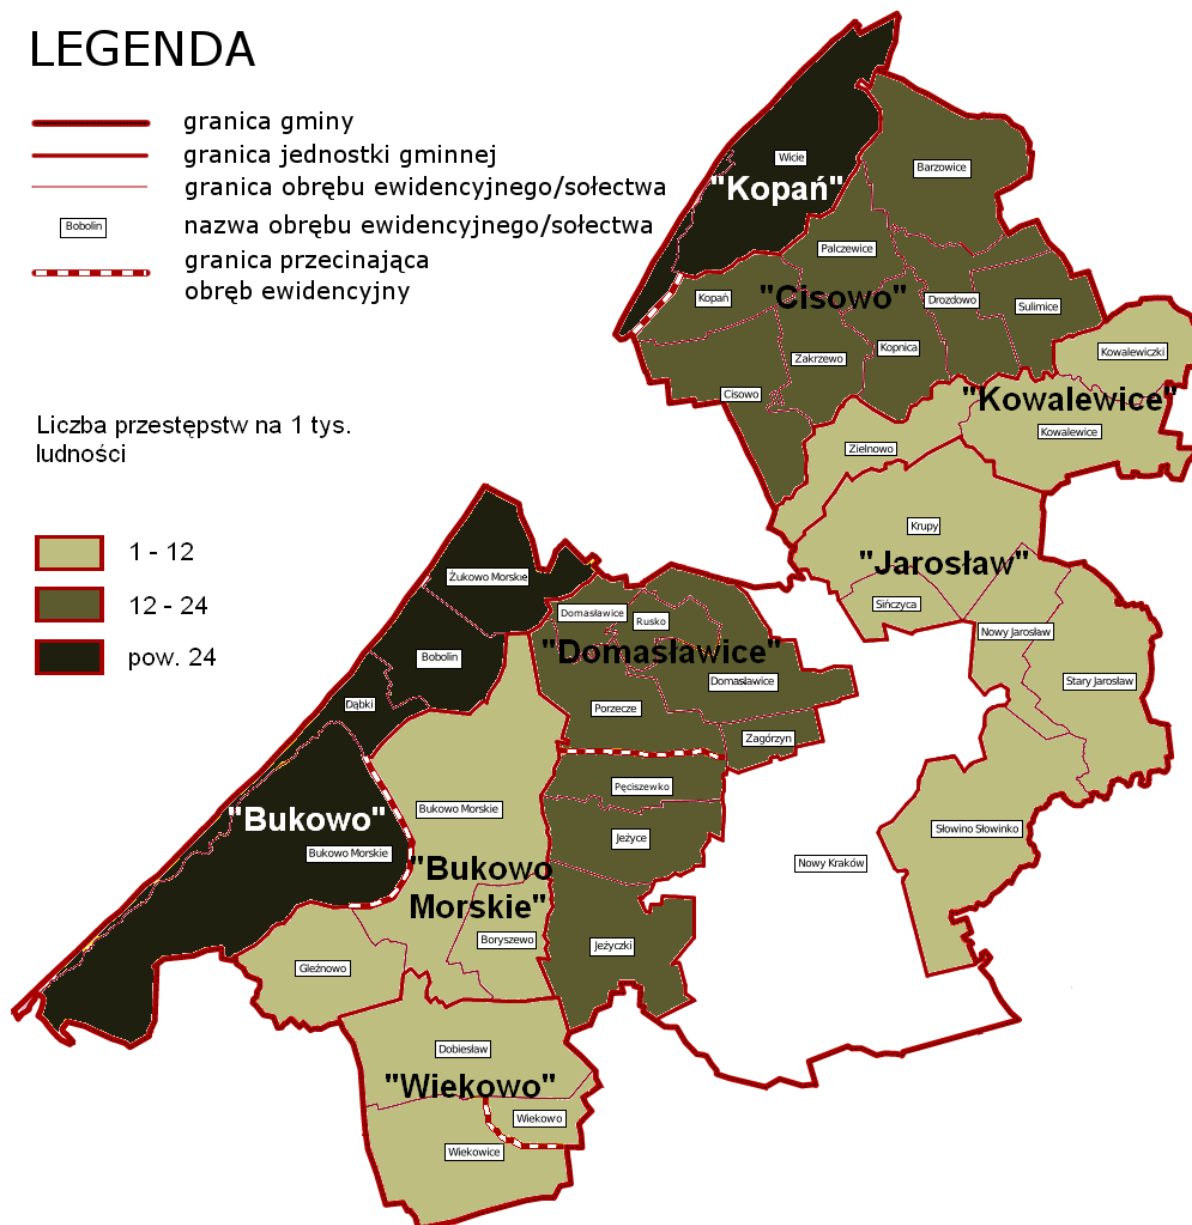 LEGENDA
granica gminy
granica jednostki gminnej
granica obrębu ewidencyjnego/sołectwa
Bobolin
nazwa obrębu ewidencyjnego/sołectwa
granica przecinająca
obręb ewidencyjny
Liczba przestępstw na 1 tys.
ludności
1 - 12
12 - 24
pow. 24
Wicie
"Kopań"
Barzowice
Palczewice
Kopań
"Cisowo"
Drozdowo
Sulimice
Zakrzewo
Kopnica
Cisowo
Kowalewiczki
"Kowalewice"
Kowalewice
Zielnowo
Krupy
"Jarosław"
Sińczyca
Nowy Jarosław
Stary Jarosław
Słowino Słowinko
Nowy Kraków
Żukowo Morskie
Bobolin
Dąbki
"Bukowo"
Bukowo Morskie
Domasławice
Rusko
"Domasławice"
Domasławice
Porzecze
Zagórzyn
Pęciszewko
Jeżyce
Jeżyczki
Bukowo Morskie
"Bukowo
Morskie"
Boryszewo
Gleźnowo
Dobiesław
"Wiekowo"
Wiekowo
Wiekowice